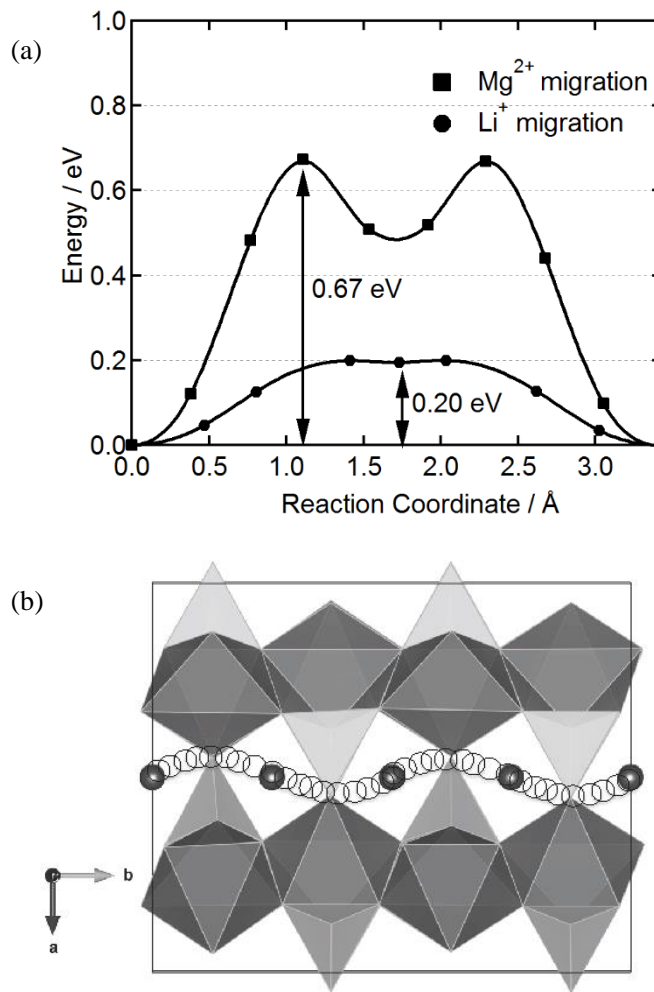 (a)
1.0
0.8
0.6
0.4
0.2
0.0
Energy / eV
Mg²⁺ migration
Li⁺ migration
0.67 eV
0.20 eV
0.0 0.5 1.0 1.5 2.0 2.5 3.0
Reaction Coordinate / Å
(b)
b
a